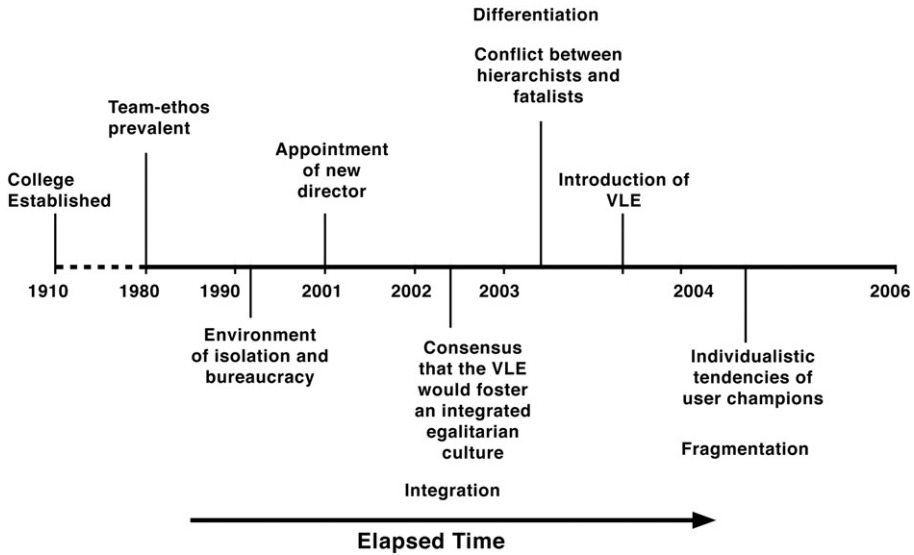 Differentiation
Conflict between
hierarchists and
fatalists
Team-ethos
prevalent
Appointment
of new
director
College
Established
Introduction of
VLE
1910
1980
1990
2001
2002
2003
2004
2006
Environment
of isolation and
bureaucracy
Consensus
that the VLE
would foster
an integrated
egalitarian
culture
Individualistic
tendencies of
user champions
Fragmentation
Integration
Elapsed Time